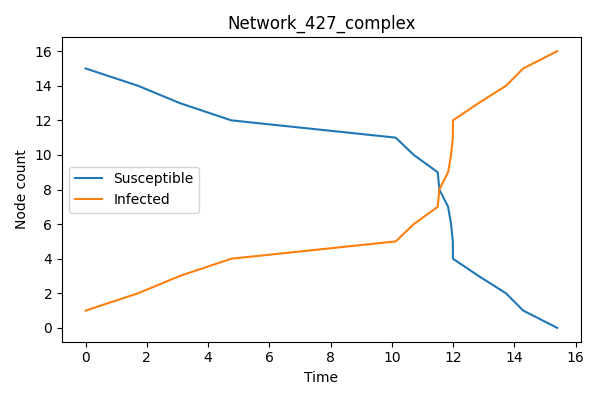 Network_427_complex
Node count
16
14
12
10
8
6
4
2
0
Susceptible
Infected
0 2 4 6 8 10 12 14 16
Time